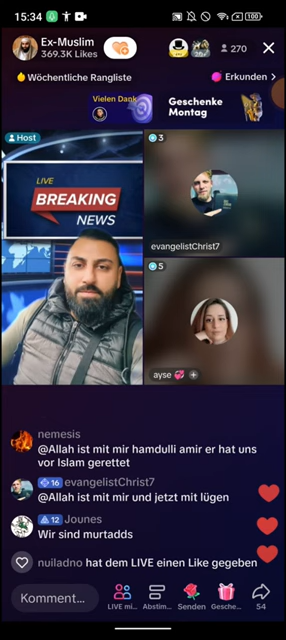 15:34
100
Ex-Muslim
369.3K Likes
270
Wöchentliche Rangliste
Erkunden >
Vielen Dank
Geschenke
Montag
Host
LIVE
BREAKING
NEWS
3
evangelistChrist7
5
ayse 💞 +
nemesis
@Allah ist mit mir hamdulli amir er hat uns
vor Islam gerettet
16 evangelistChrist7
@Allah ist mit mir und jetzt mit lügen
12 Jounes
Wir sind murtadds
nuiladno hat dem LIVE einen Like gegeben
Komment...
LIVE mi...
Abstim...
Senden
Gesche...
54